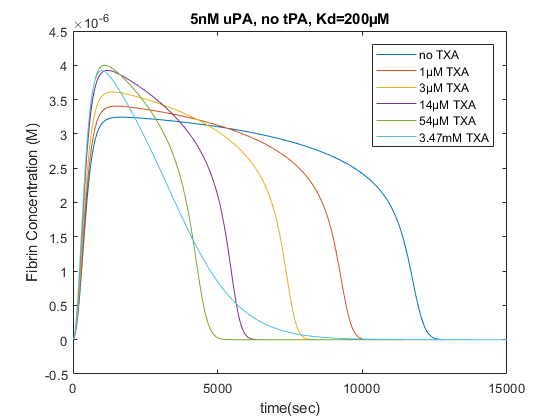 5nM uPA, no tPA, Kd=200µM
×10-6
4.5
4
3.5
3
2.5
2
1.5
1
0.5
0
-0.5
Fibrin Concentration (M)
no TXA
1µM TXA
3µM TXA
14µM TXA
54µM TXA
3.47mM TXA
0 5000 10000 15000
time(sec)